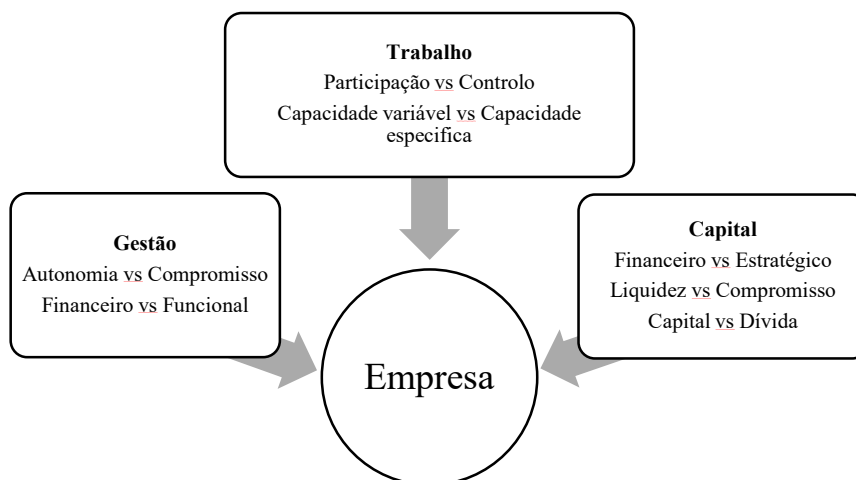 Trabalho
Participação vs Controlo
Capacidade variável vs Capacidade
especifica
Gestão
Autonomia vs Compromisso
Financeiro vs Funcional
Capital
Financeiro vs Estratégico
Liquidez vs Compromisso
Capital vs Dívida
Empresa